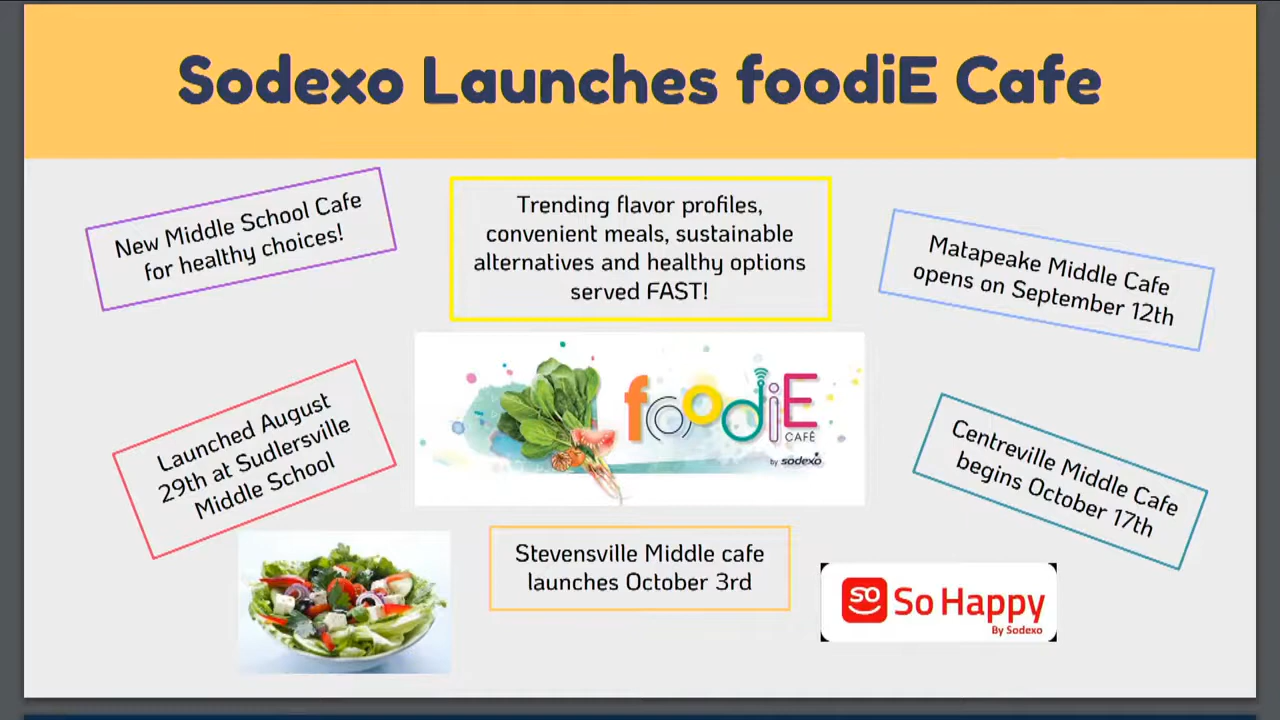 Sodexo Launches foodiE Cafe
New Middle School Cafe
for healthy choices!
Trending flavor profiles,
convenient meals, sustainable
alternatives and healthy options
served FAST!
Matapeake Middle Cafe
opens on September 12th
foodiE
CAFÉ
by sodexo
Launched August
29th at Sudlersville
Middle School
Centreville Middle Cafe
begins October 17th
Stevensville Middle cafe
launches October 3rd
so
So Happy
By Sodexo